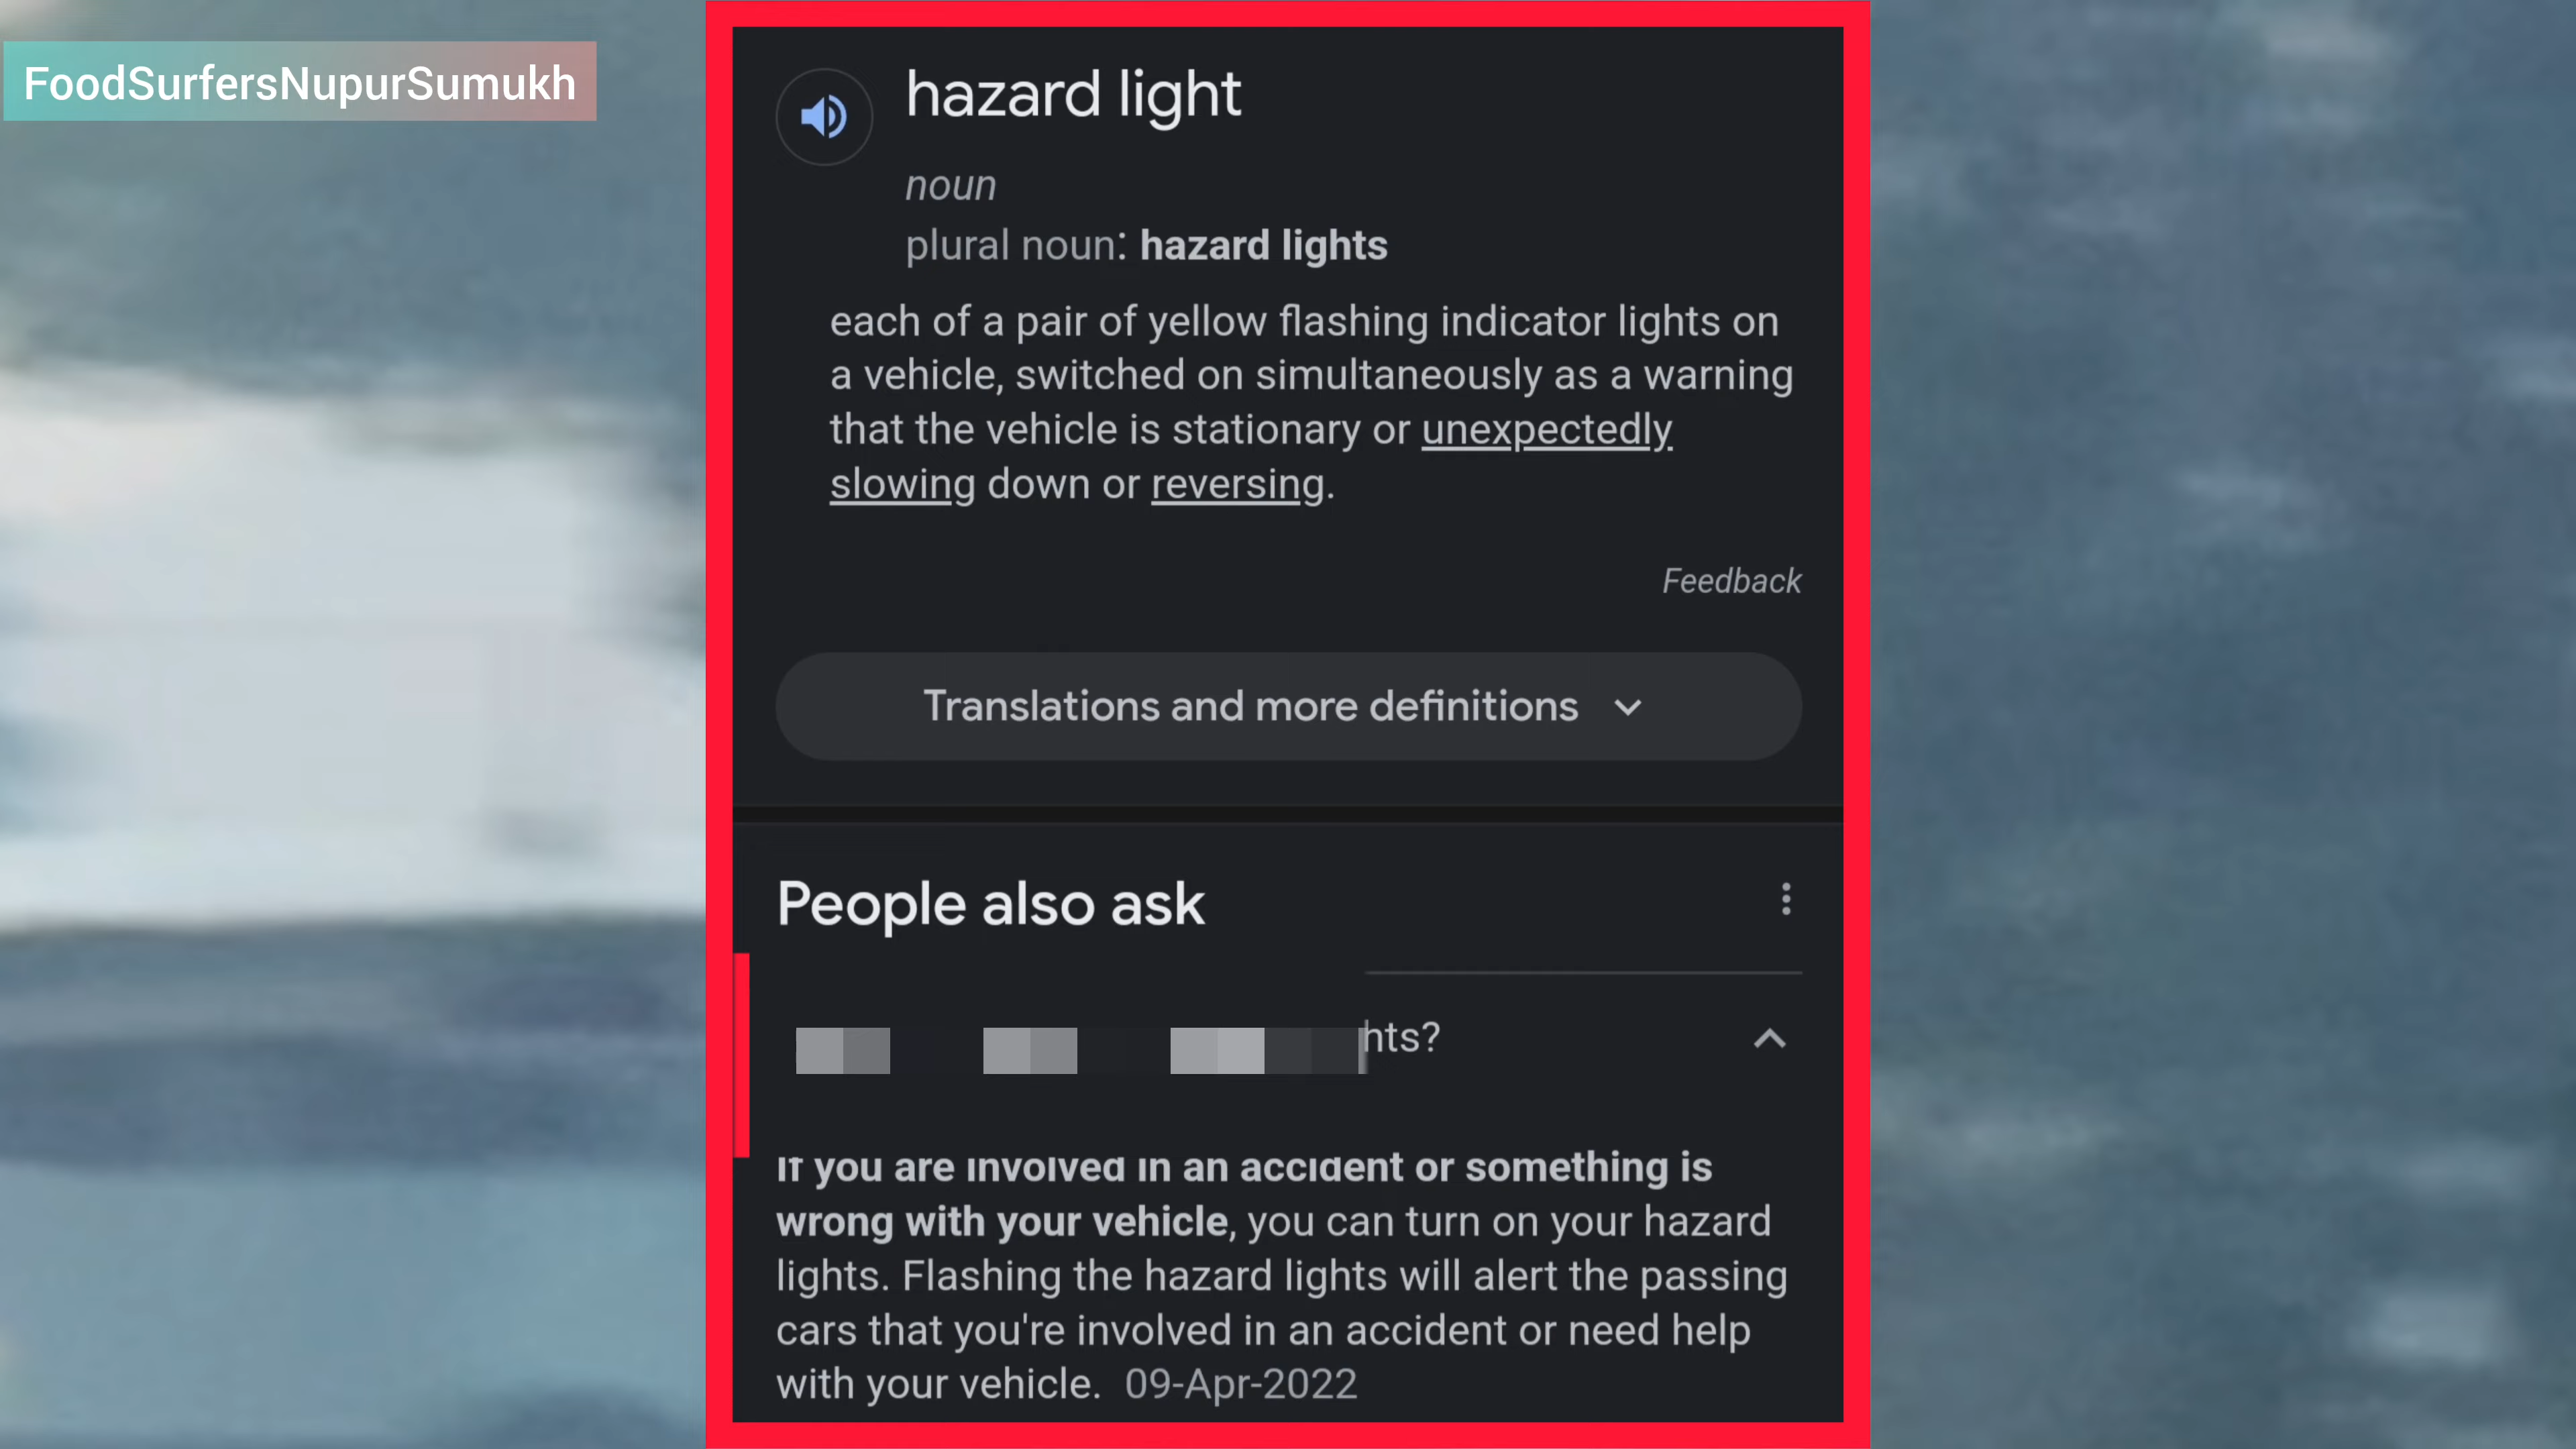 FoodSurfersNupurSumukh
hazard light
noun
plural noun: hazard lights
each of a pair of yellow flashing indicator lights on
a vehicle, switched on simultaneously as a warning
that the vehicle is stationary or unexpectedly
slowing down or reversing.
Feedback
Translations and more definitions
People also ask
hts?
If you are involved in an accident or something is
wrong with your vehicle, you can turn on your hazard
lights. Flashing the hazard lights will alert the passing
cars that you're involved in an accident or need help
with your vehicle. 09-Apr-2022